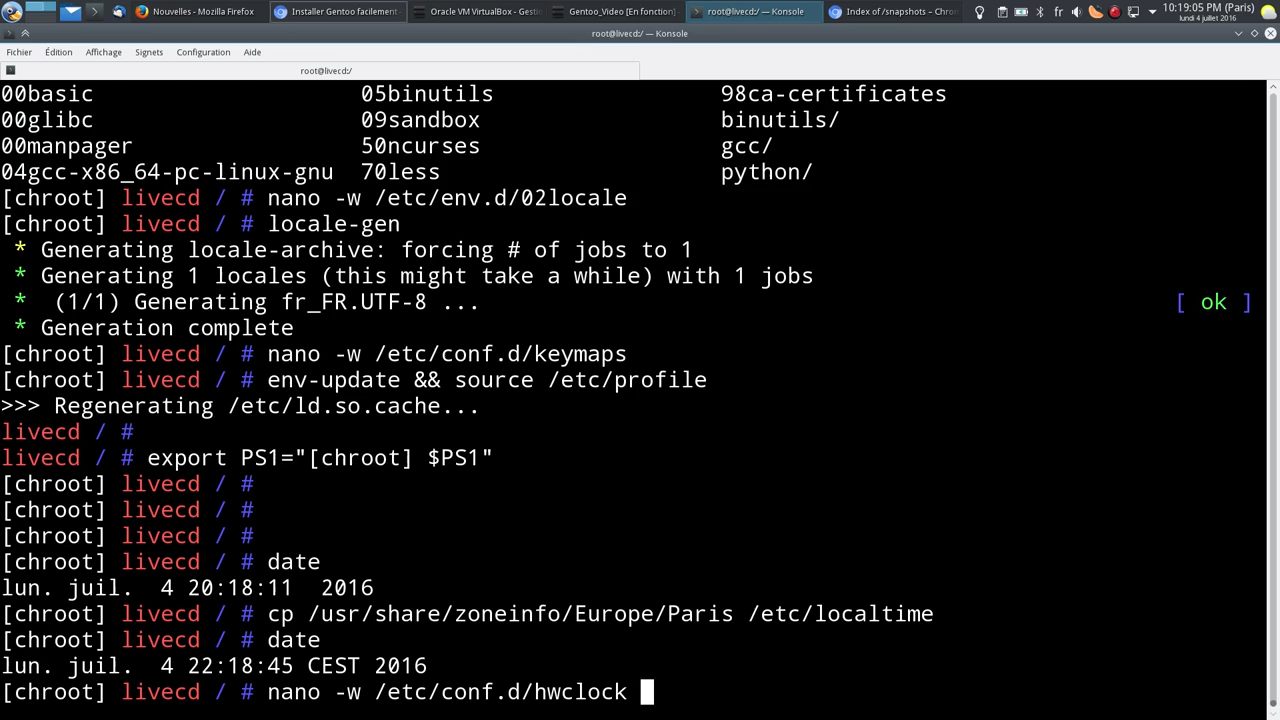 Nouvelles - Mozilla Firefox
Installer Gentoo facilement
Oracle VM VirtualBox - Gesti
Gentoo_Video [En fonction]
root@livecd:/ — Konsole
Index of /snapshots – Chro
fr
10:19:05 PM (Paris)
lundi 4 juillet 2016
root@livecd:/ — Konsole
Fichier Édition Affichage Signets Configuration Aide
root@livecd:/
00basic 05binutils 98ca-certificates
00glibc 09sandbox binutils/
00manpager 50ncurses gcc/
04gcc-x86_64-pc-linux-gnu 70less python/
[chroot] livecd / # nano -w /etc/env.d/02locale
[chroot] livecd / # locale-gen
* Generating locale-archive: forcing # of jobs to 1
* Generating 1 locales (this might take a while) with 1 jobs
* (1/1) Generating fr_FR.UTF-8 ... [ ok ]
* Generation complete
[chroot] livecd / # nano -w /etc/conf.d/keymaps
[chroot] livecd / # env-update && source /etc/profile
>>> Regenerating /etc/ld.so.cache...
livecd / #
livecd / # export PS1="[chroot] $PS1"
[chroot] livecd / #
[chroot] livecd / #
[chroot] livecd / #
[chroot] livecd / # date
lun. juil. 4 20:18:11 2016
[chroot] livecd / # cp /usr/share/zoneinfo/Europe/Paris /etc/localtime
[chroot] livecd / # date
lun. juil. 4 22:18:45 CEST 2016
[chroot] livecd / # nano -w /etc/conf.d/hwclock